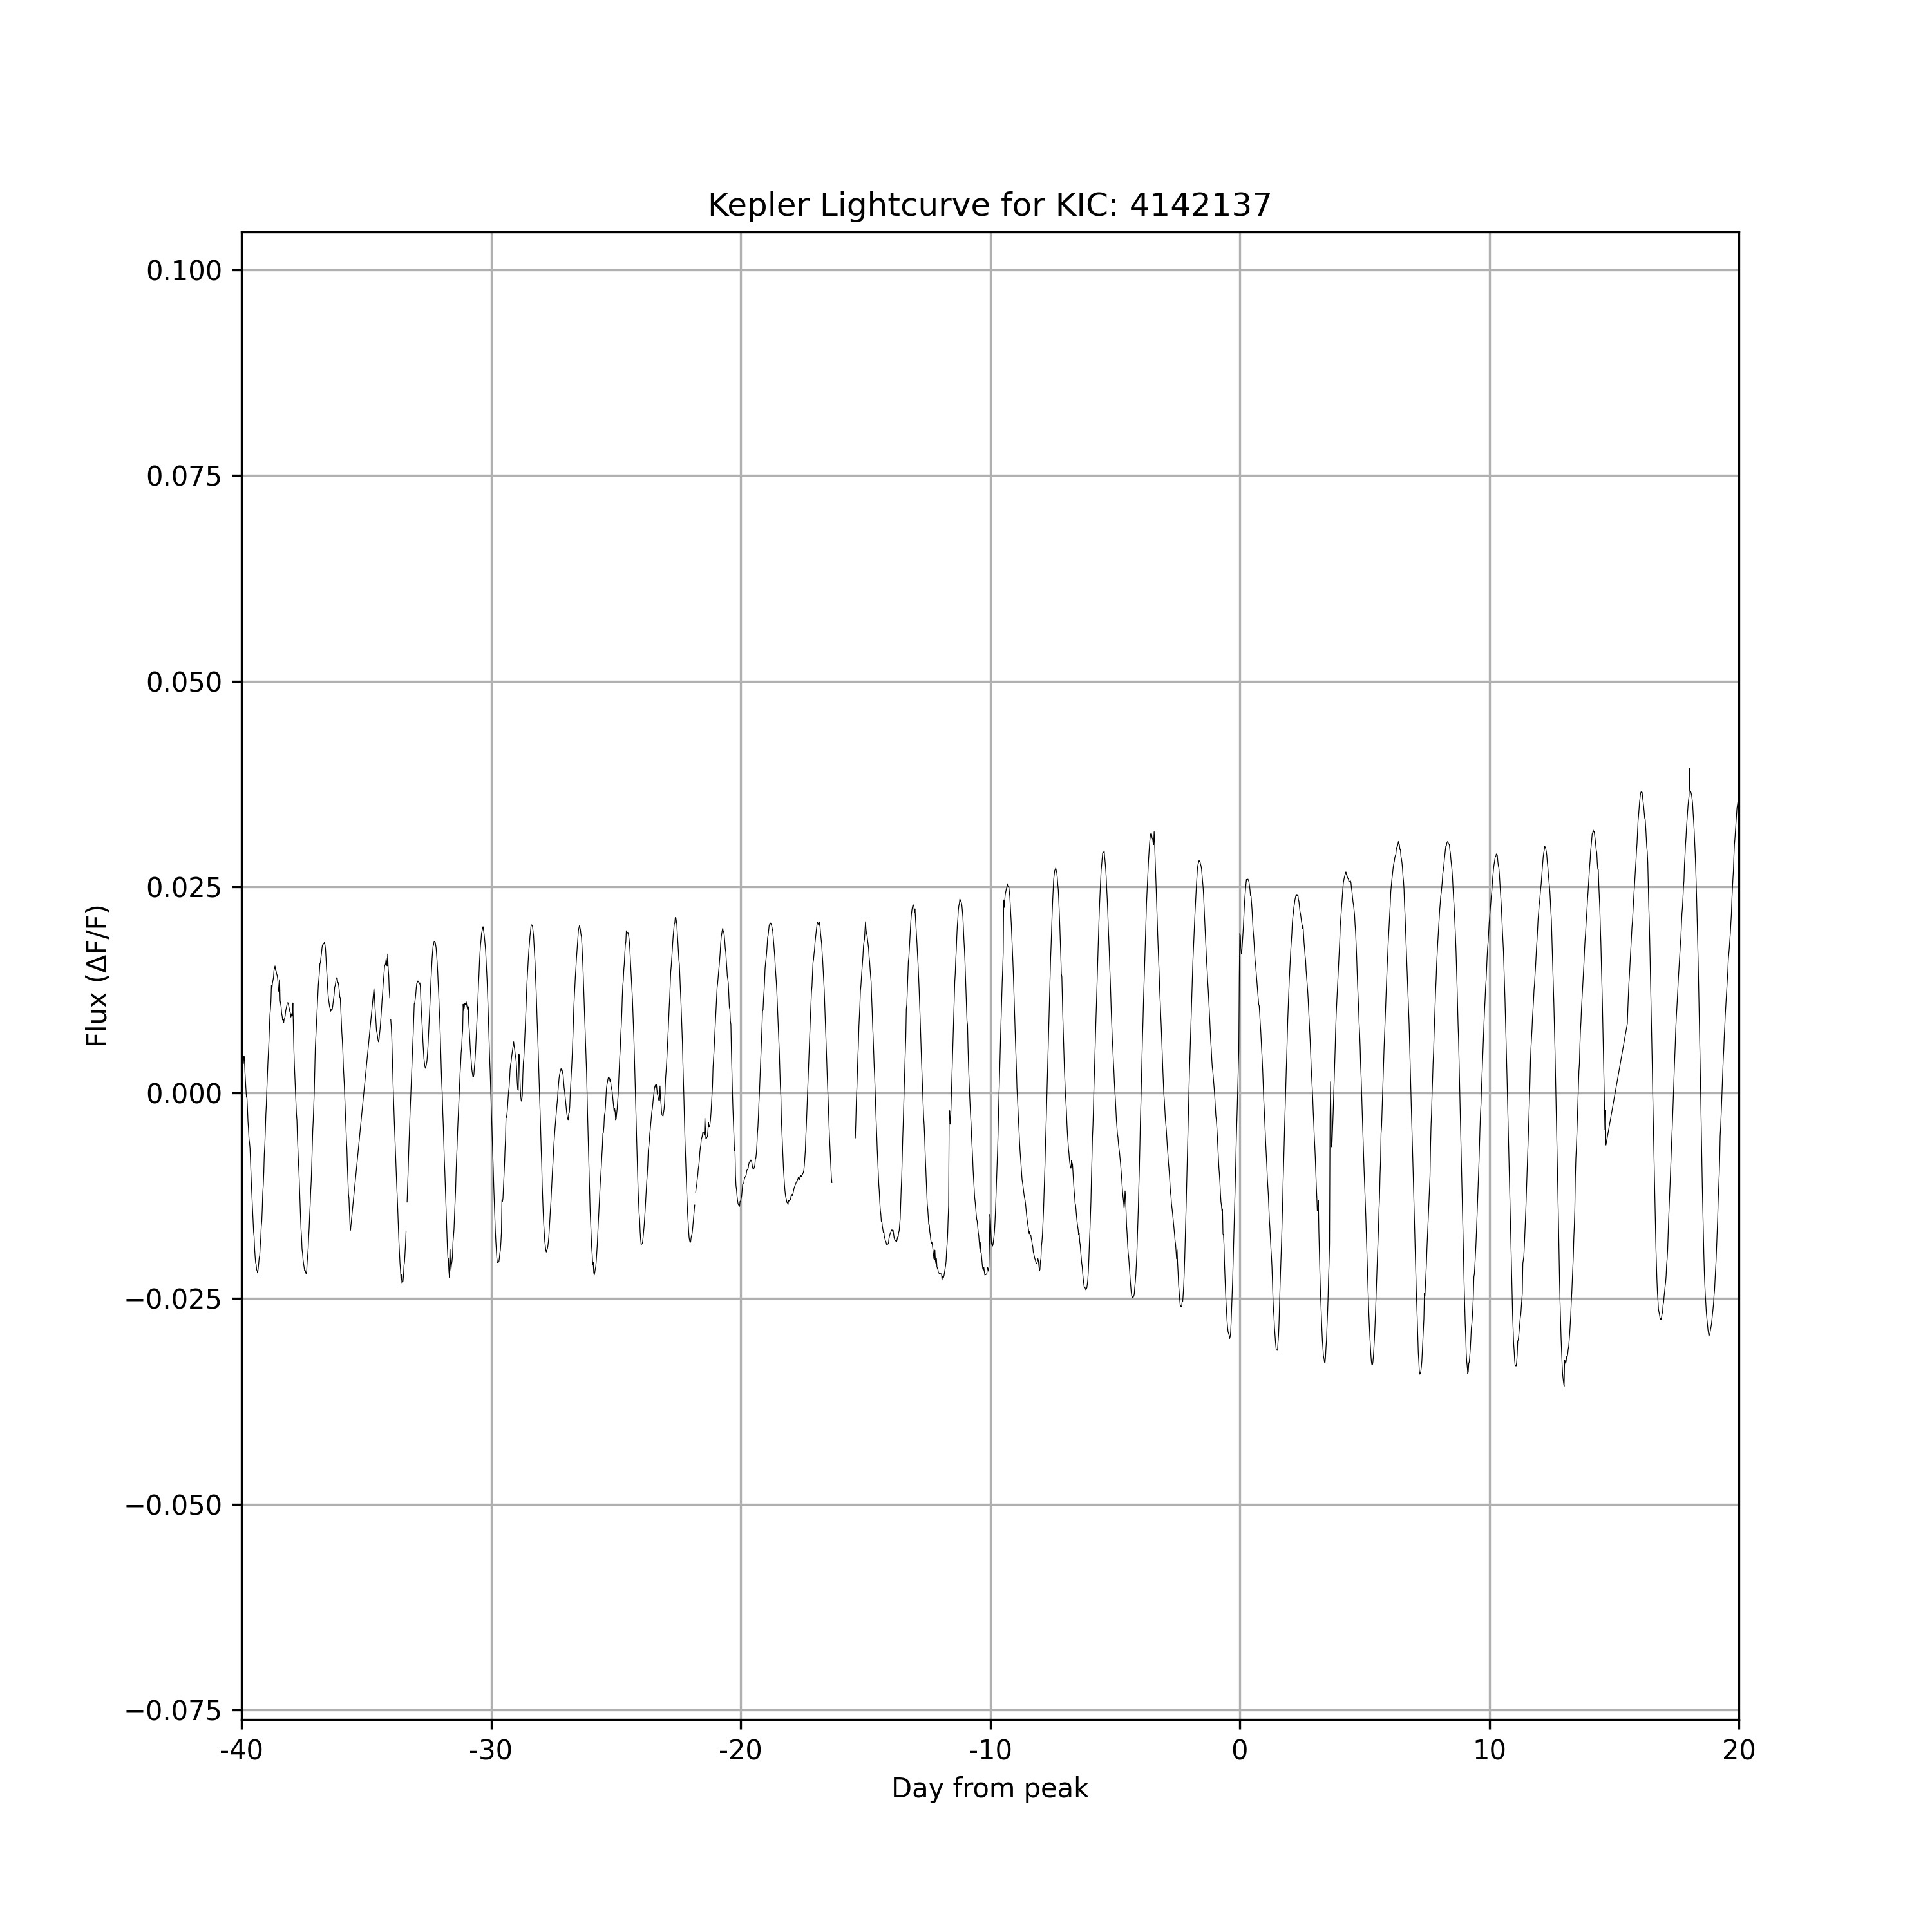 Kepler Lightcurve for KIC: 4142137
Flux (ΔF/F)
0.100
0.075
0.050
0.025
0.000
−0.025
−0.050
−0.075
-40 -30 -20 -10 0 10 20
Day from peak